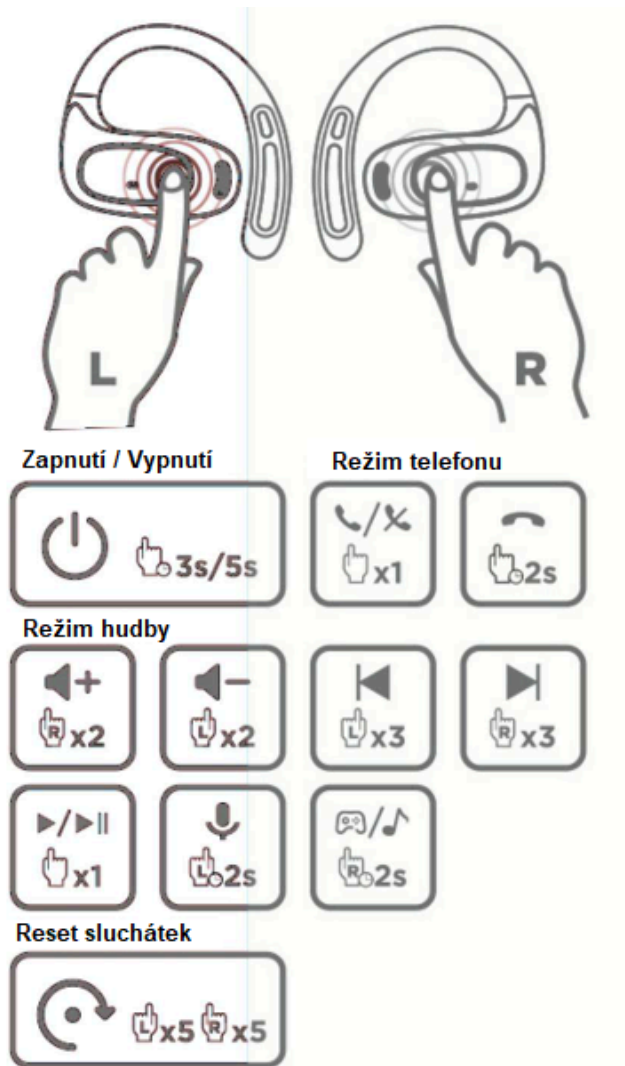 L R
Zapnutí / Vypnutí Režim telefonu
3s/5s x1 2s
Režim hudby
R x2 L x2 L x3 R x3
x1 L 2s R 2s
Reset sluchátek
L x5 R x5